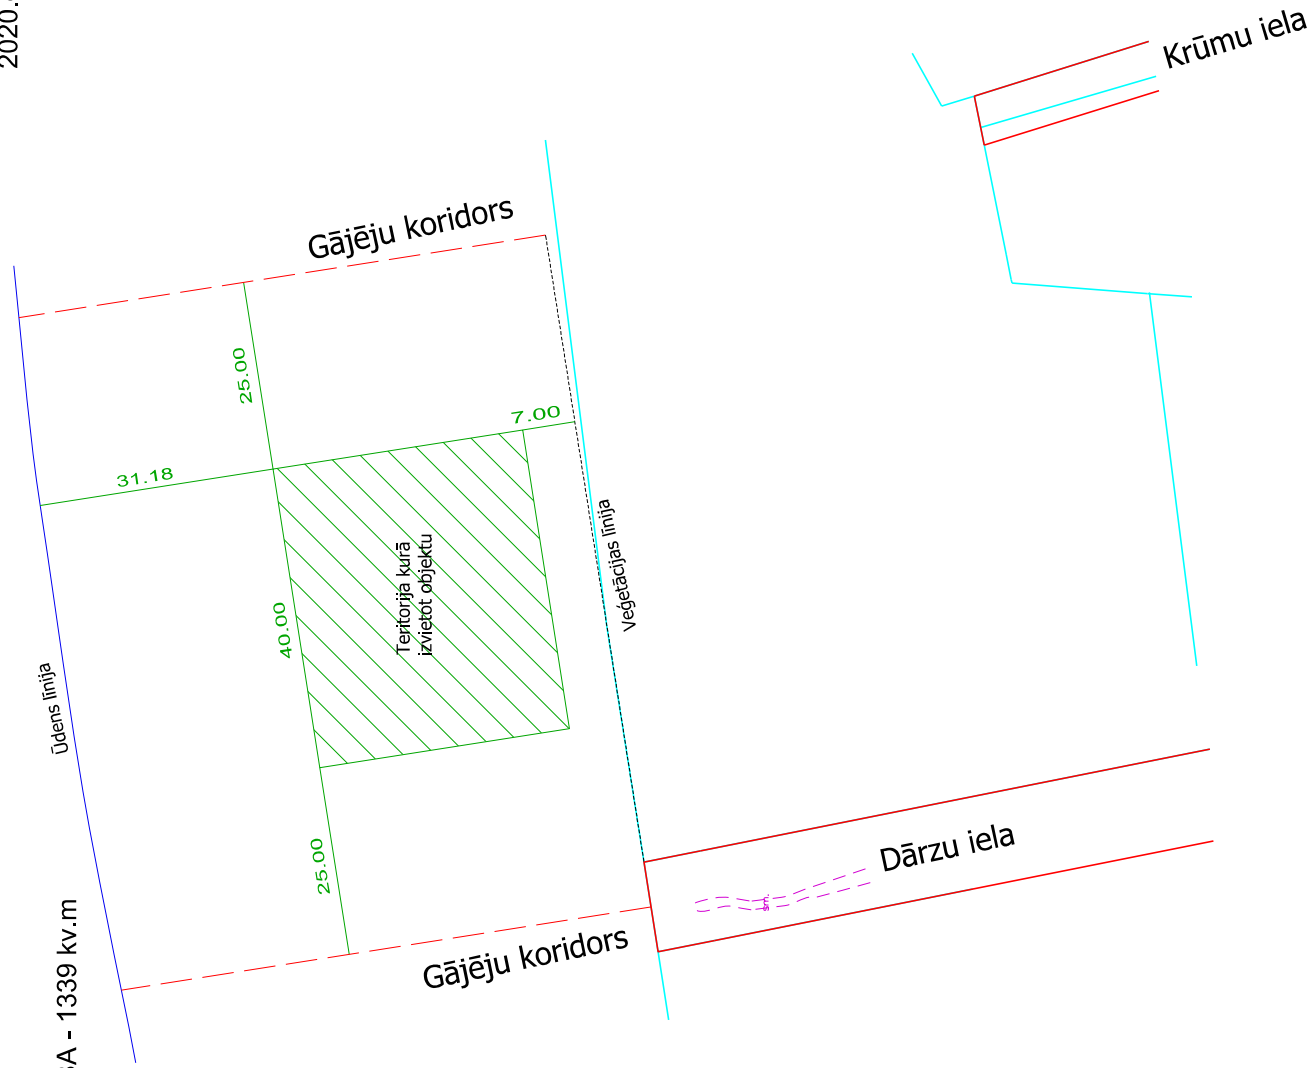 2020.
Krūmu iela
Gājēju koridors
25.00
7.00
31.18
Teritorija kurā
izvietot objektu
Veģetācijas līnija
40.00
Ūdens līnija
Dārzu iela
25.00
sm.
Gājēju koridors
A - 1339 kv.m